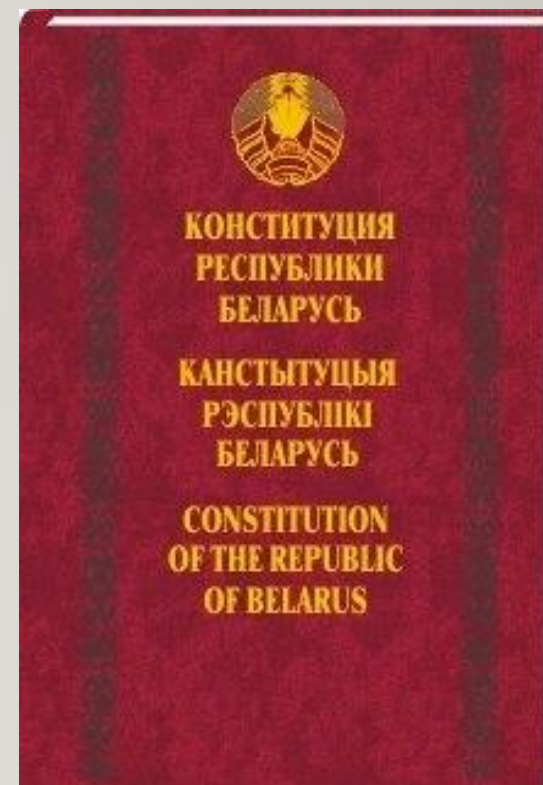 КОНСТИТУЦИЯ
РЕСПУБЛИКИ
БЕЛАРУСЬ
КАНСТЫТУЦЫЯ
РЭСПУБЛІКІ
БЕЛАРУСЬ
CONSTITUTION
OF THE REPUBLIC
OF BELARUS